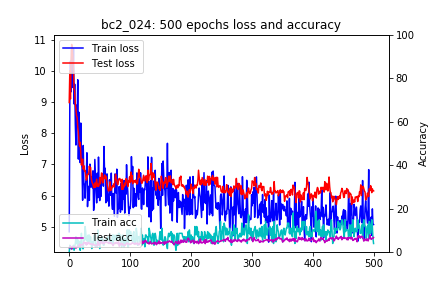 bc2_024: 500 epochs loss and accuracy
Train loss
Test loss
Train acc
Test acc
Loss
Accuracy
11
10
9
8
7
6
5
100
80
60
40
20
0
0
100
200
300
400
500